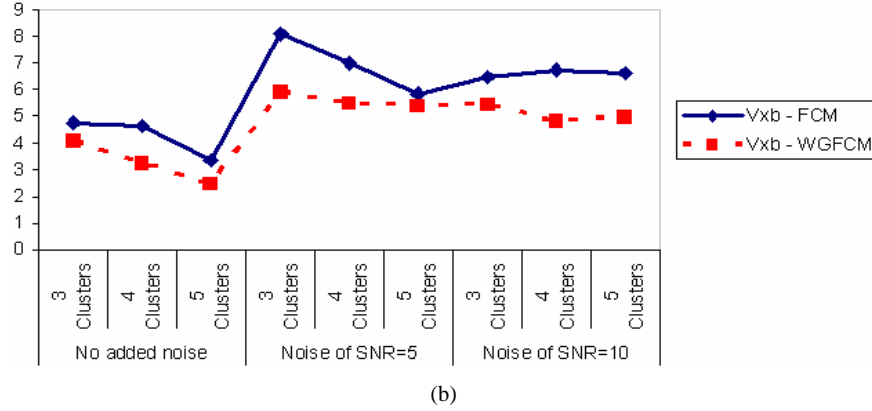 9
8
7
6
5
4
3
2
1
0
3 Clusters
4 Clusters
5 Clusters
3 Clusters
4 Clusters
5 Clusters
3 Clusters
4 Clusters
5 Clusters
No added noise
Noise of SNR=5
Noise of SNR=10
Vxb - FCM
Vxb - WGFCM
(b)